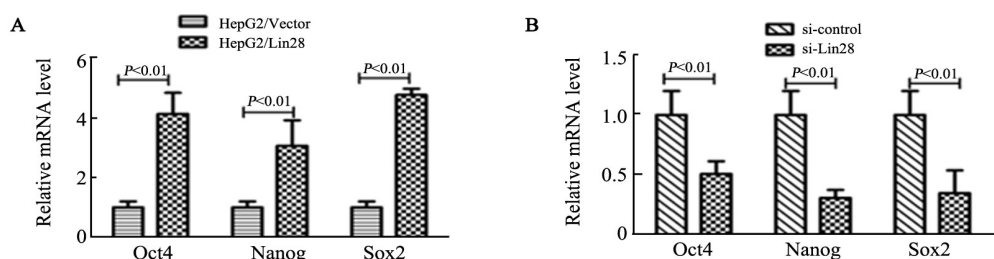 A
HepG2/Vector
HepG2/Lin28
Relative mRNA level
6
4
2
0
P<0.01
P<0.01
P<0.01
Oct4
Nanog
Sox2
B
si-control
si-Lin28
Relative mRNA level
1.5
1.0
0.5
0
P<0.01
P<0.01
P<0.01
Oct4
Nanog
Sox2